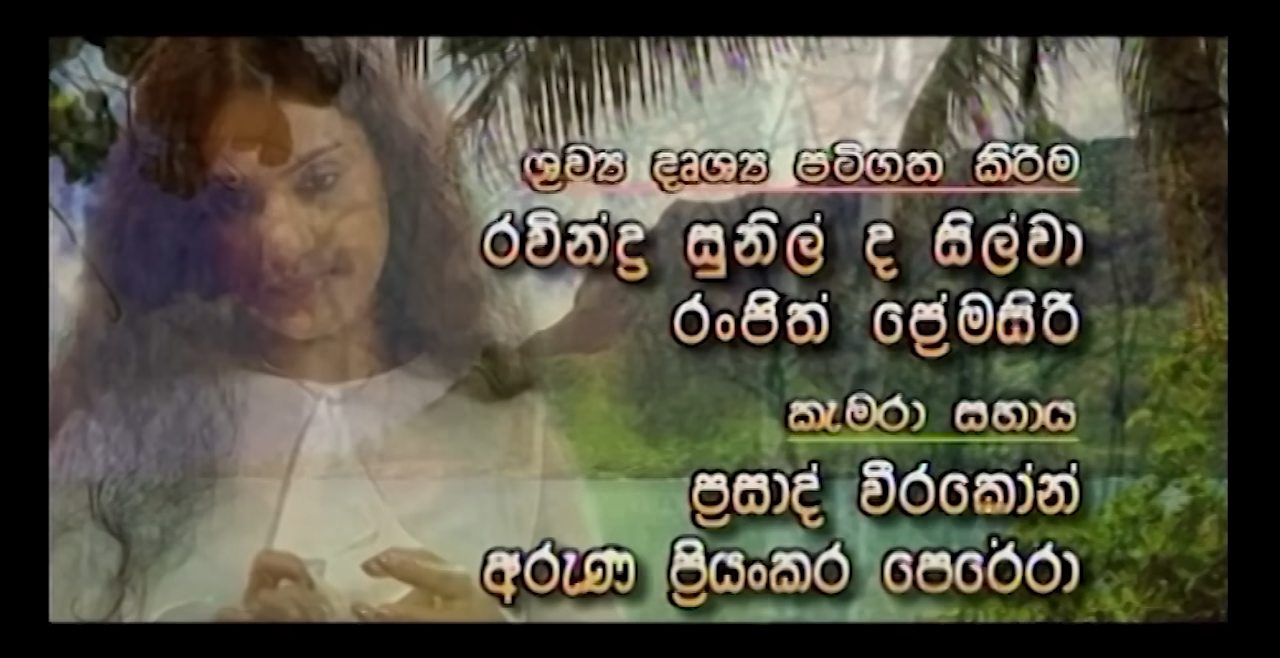 ශ්‍රව්‍ය දෘශ්‍ය පටිගත කිරීම
රවින්ද්‍ර සුනිල් ද සිල්වා
රංජිත් ප්‍රේමසිරි
කැමරා සහාය
ප්‍රසාද් වීරකෝන්
අරුණ ප්‍රියංකර පෙරේරා